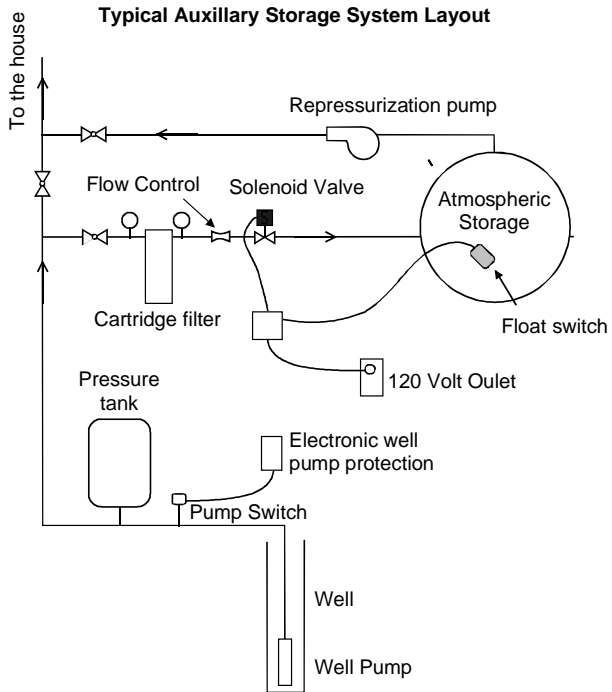 Typical Auxillary Storage System Layout
To the house
Repressurization pump
Flow Control
Solenoid Valve
S
Atmospheric
Storage
Cartridge filter
Float switch
120 Volt Oulet
Pressure
tank
Electronic well
pump protection
Pump Switch
Well
Well Pump